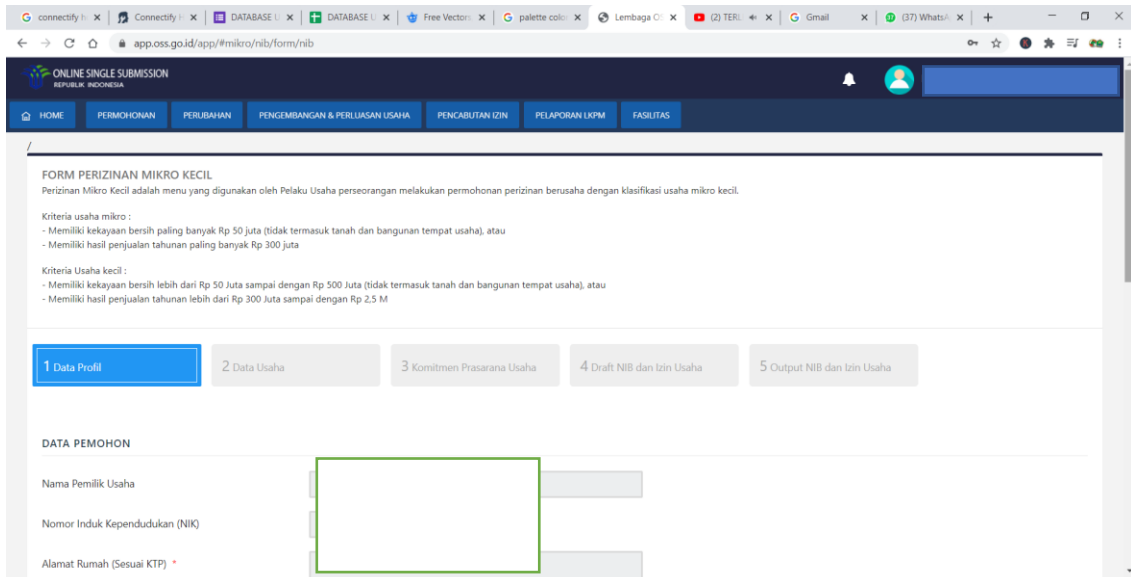 connectify h
Connectify H
DATABASE U
DATABASE U
Free Vectors
palette color
Lembaga OS
(2) TERL
Gmail
(37) WhatsA
app.oss.go.id/app/#mikro/nib/form/nib
ONLINE SINGLE SUBMISSION
REPUBLIK INDONESIA
HOME
PERMOHONAN
PERUBAHAN
PENGEMBANGAN & PERLUASAN USAHA
PENCABUTAN IZIN
PELAPORAN LKPM
FASILITAS
/
FORM PERIZINAN MIKRO KECIL
Perizinan Mikro Kecil adalah menu yang digunakan oleh Pelaku Usaha perseorangan melakukan permohonan perizinan berusaha dengan klasifikasi usaha mikro kecil.
Kriteria usaha mikro :
- Memiliki kekayaan bersih paling banyak Rp 50 juta (tidak termasuk tanah dan bangunan tempat usaha), atau
- Memiliki hasil penjualan tahunan paling banyak Rp 300 juta
Kriteria Usaha kecil :
- Memiliki kekayaan bersih lebih dari Rp 50 Juta sampai dengan Rp 500 Juta (tidak termasuk tanah dan bangunan tempat usaha), atau
- Memiliki hasil penjualan tahunan lebih dari Rp 300 Juta sampai dengan Rp 2,5 M
1 Data Profil
2 Data Usaha
3 Komitmen Prasarana Usaha
4 Draft NIB dan Izin Usaha
5 Output NIB dan Izin Usaha
DATA PEMOHON
Nama Pemilik Usaha
Nomor Induk Kependudukan (NIK)
Alamat Rumah (Sesuai KTP) *